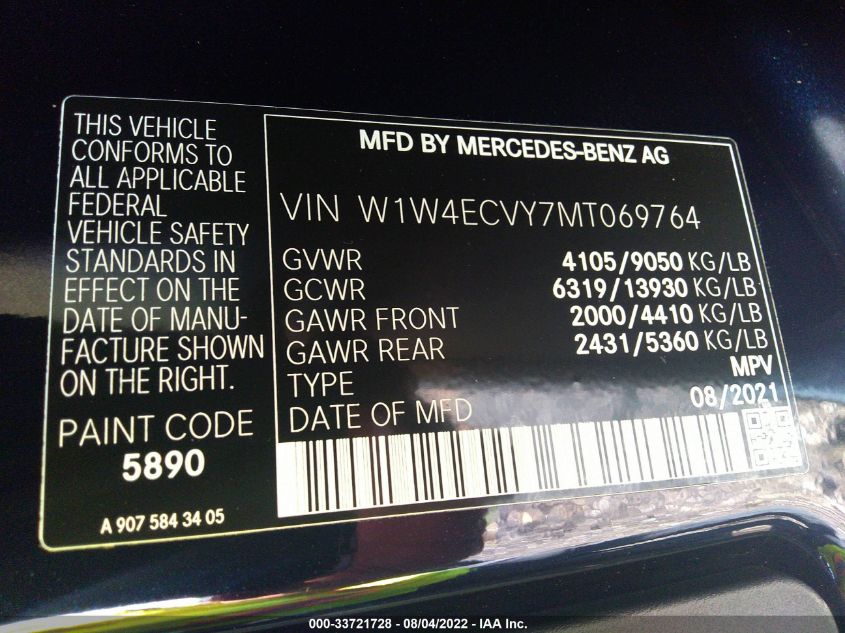 THIS VEHICLE
CONFORMS TO
ALL APPLICABLE
FEDERAL
VEHICLE SAFETY
STANDARDS IN
EFFECT ON THE
DATE OF MANU-
FACTURE SHOWN
ON THE RIGHT.
PAINT CODE
5890
A 907 584 34 05
MFD BY MERCEDES-BENZ AG
VIN W1W4ECVY7MT069764
GVWR 4105/9050 KG/LB
GCWR 6319/13930 KG/LB
GAWR FRONT 2000/4410 KG/LB
GAWR REAR 2431/5360 KG/LB
TYPE MPV
DATE OF MFD 08/2021
000-33721728 - 08/04/2022 - IAA Inc.